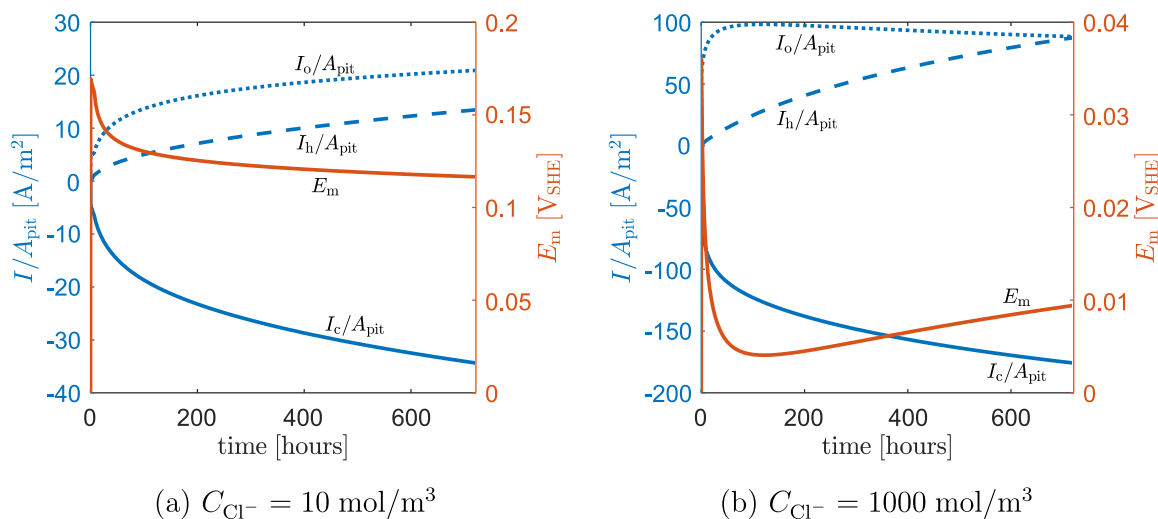 30
20
10
0
-10
-20
-30
-40
I/A_pit [A/m²]
0.2
0.15
0.1
0.05
0
E_m [V_SHE]
I_o/A_pit
I_h/A_pit
E_m
I_c/A_pit
0 200 400 600
time [hours]
(a) C_Cl⁻ = 10 mol/m³
100
50
0
-50
-100
-150
-200
I/A_pit [A/m²]
0.04
0.03
0.02
0.01
0
E_m [V_SHE]
I_o/A_pit
I_h/A_pit
E_m
I_c/A_pit
0 200 400 600
time [hours]
(b) C_Cl⁻ = 1000 mol/m³